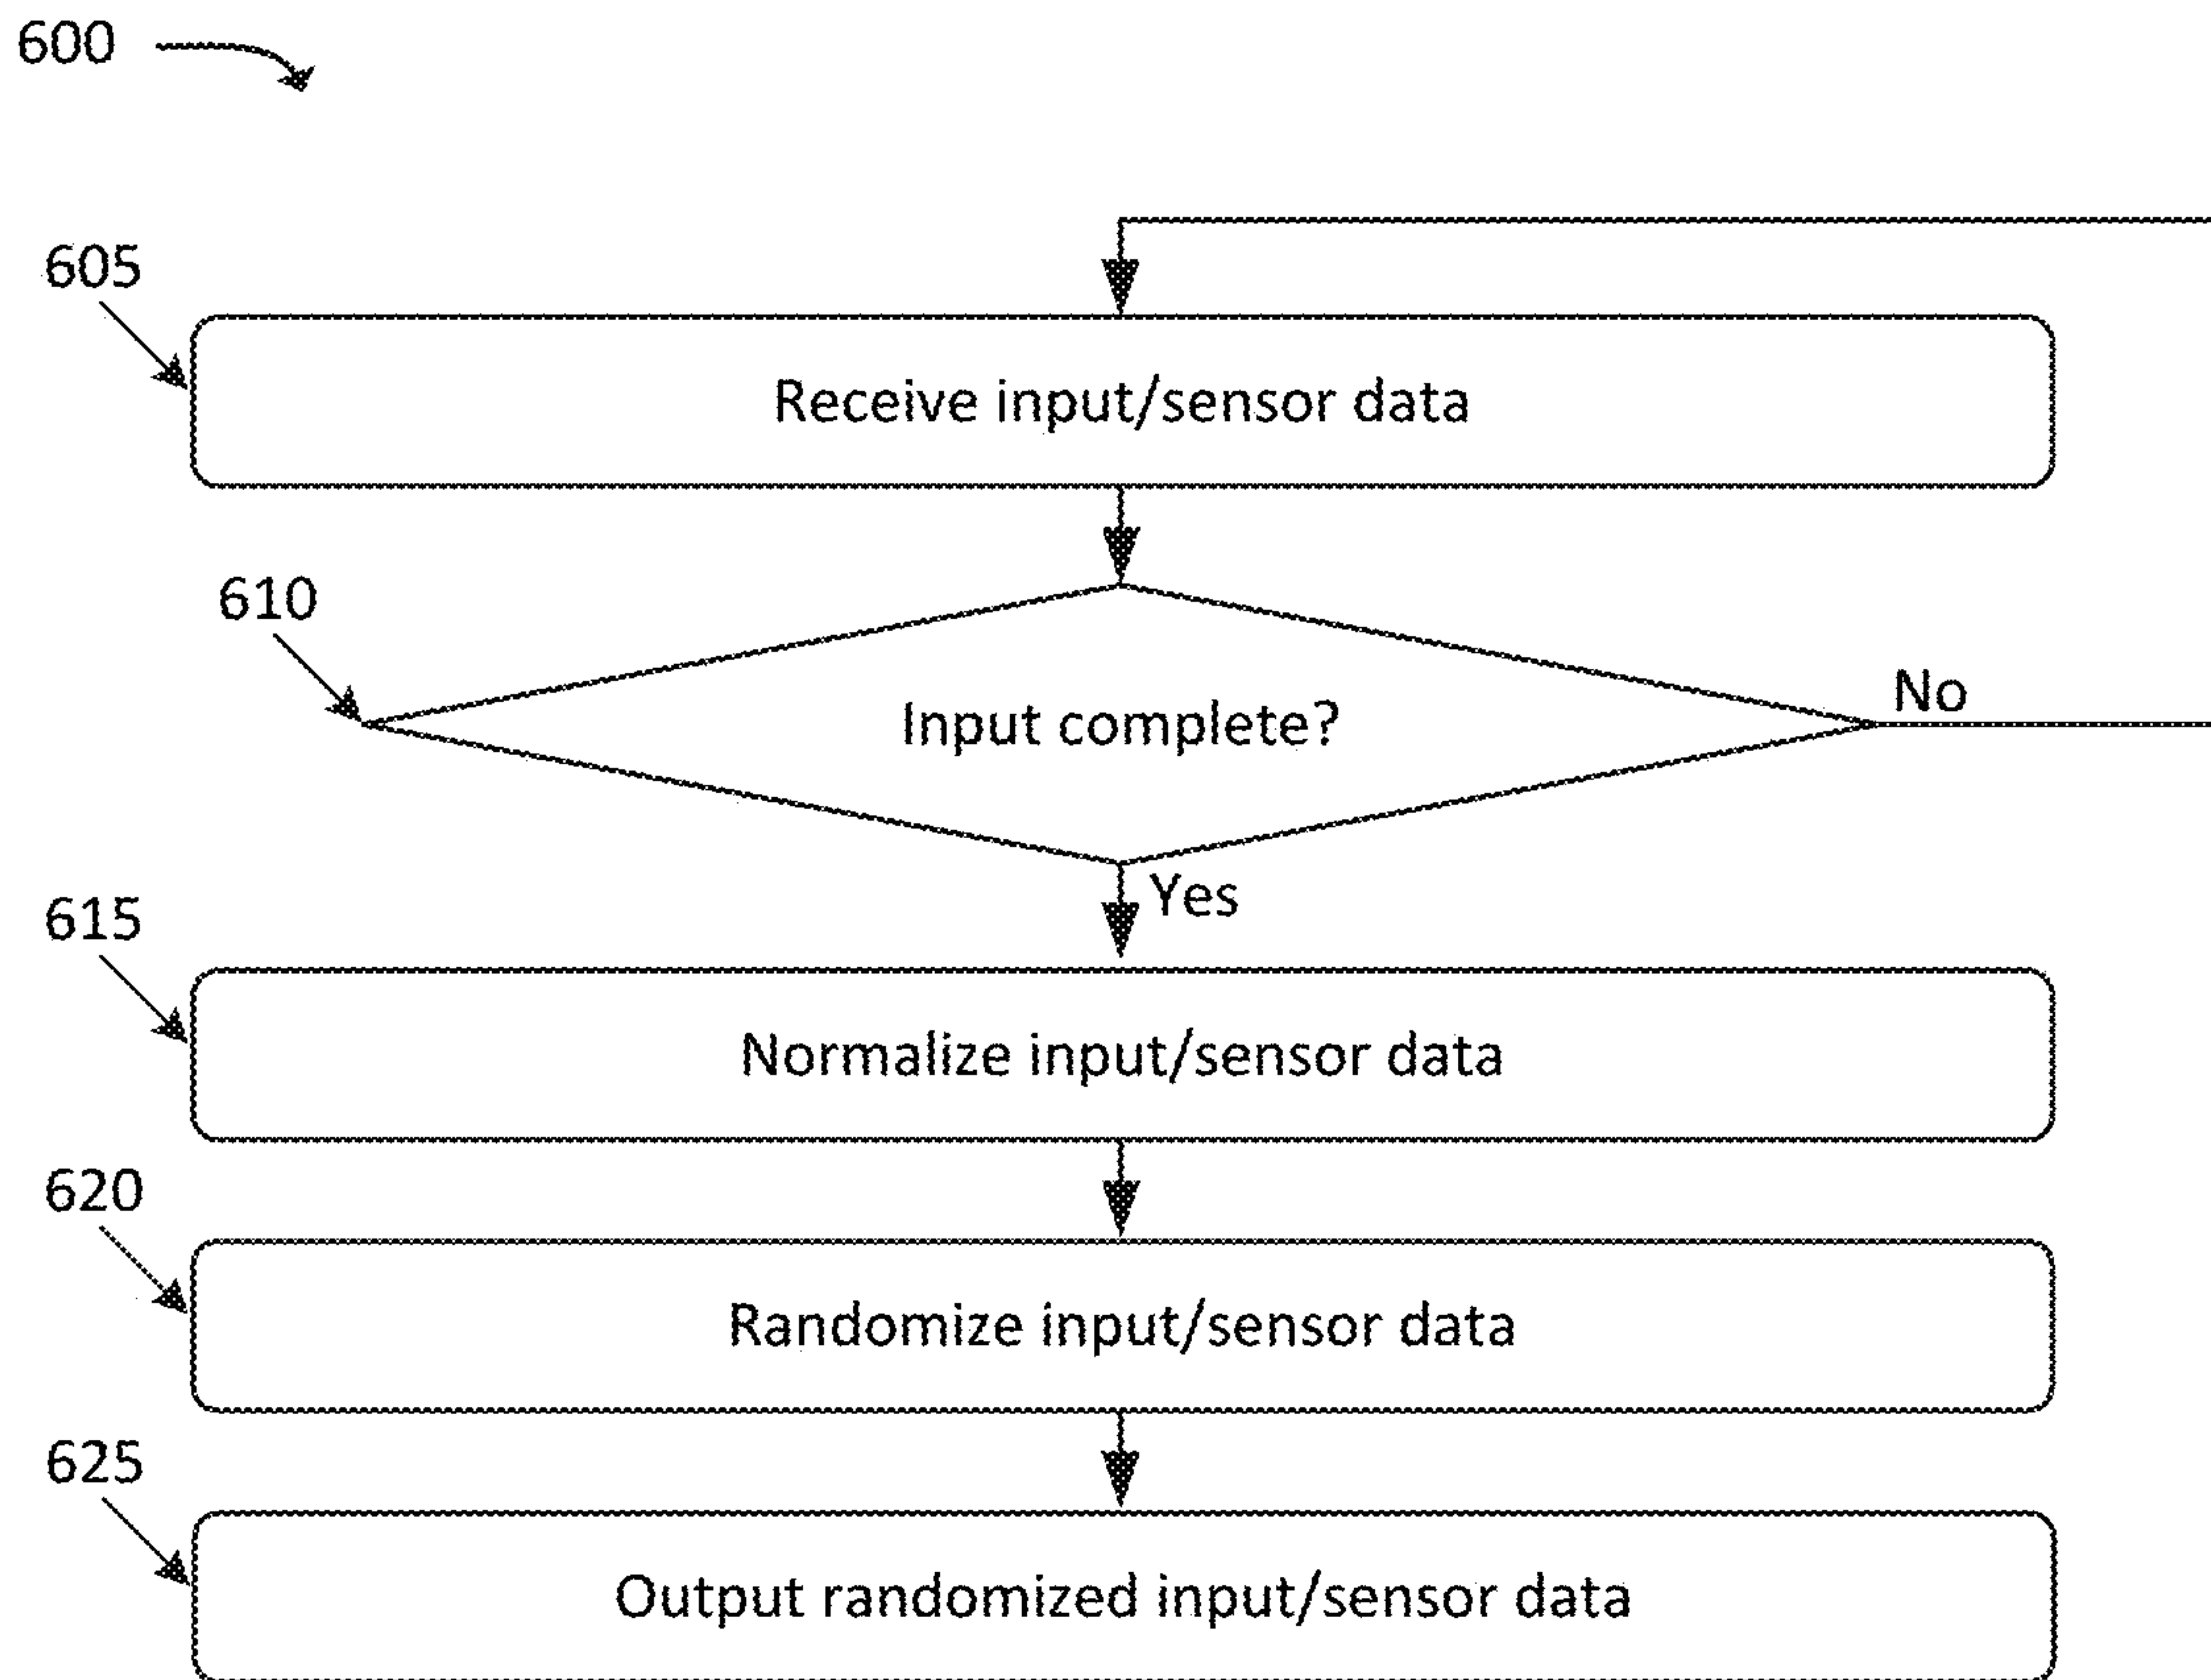 600
605
Receive input/sensor data
610
Input complete?
No
Yes
615
Normalize input/sensor data
620
Randomize input/sensor data
625
Output randomized input/sensor data